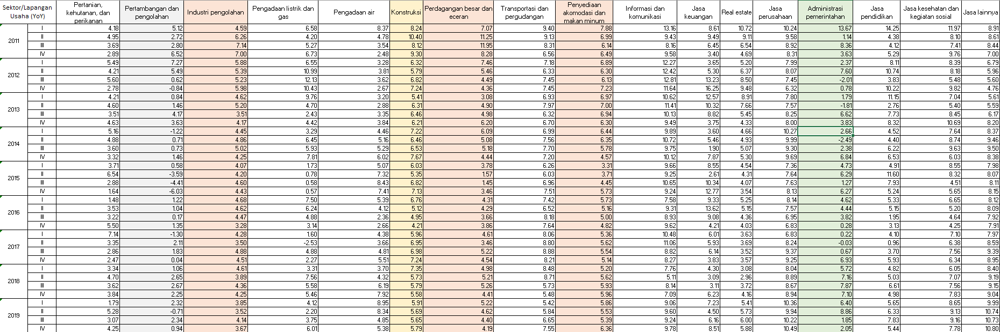 Sektor/Lapangan Usaha (YoY) Pertanian, kehutanan, dan perikanan Pertambangan dan pengolahan Industri pengolahan Pengadaan listrik dan gas Pengadaan air Konstruksi Perdagangan besar dan eceran Transportasi dan pergudangan Penyediaan akomodasi dan makan minum Informasi dan komunikasi Jasa keuangan Real estate Jasa perusahaan Administrasi pemerintahan Jasa pendidikan Jasa kesehatan dan kegiatan sosial Jasa lainnya
2011 I 4.18 5.12 4.59 6.58 8.37 8.24 7.07 9.40 7.88 13.16 8.61 10.72 10.24 13.67 14.25 11.97 8.91
II 4.95 2.72 6.26 4.20 4.78 10.40 11.25 9.13 6.99 9.43 9.49 9.11 9.58 1.14 4.38 8.10 8.61
III 3.69 2.80 7.14 5.27 3.54 8.12 11.95 8.31 6.14 8.16 6.45 6.54 8.92 8.36 4.12 7.41 8.44
IV 2.89 6.52 7.00 6.73 2.48 9.30 8.28 6.56 6.49 9.58 3.40 4.69 8.31 3.63 5.29 9.76 7.00
2012 I 5.49 7.27 5.88 6.55 3.28 6.32 7.46 7.18 6.89 12.27 3.65 5.20 7.99 2.37 8.11 8.39 6.79
II 4.21 5.49 5.39 10.99 3.81 5.79 5.46 6.33 6.30 12.42 5.30 6.37 8.07 7.60 10.74 8.18 5.96
III 5.60 0.62 5.23 12.13 3.62 6.82 4.49 7.45 6.13 12.81 13.23 8.50 7.45 -2.01 3.83 5.48 5.60
IV 2.78 -0.84 5.98 10.43 2.67 7.24 4.36 7.45 7.23 11.64 16.25 9.48 6.32 0.78 10.22 9.82 4.76
2013 I 4.21 0.84 4.62 9.76 3.20 5.41 3.08 6.93 6.97 10.62 12.57 8.91 7.80 1.79 11.15 7.04 5.61
II 4.60 1.46 5.20 4.70 2.88 6.31 4.90 7.97 7.00 11.41 10.32 7.66 7.57 -1.81 2.76 5.40 5.59
III 3.51 4.17 3.51 2.43 3.35 6.46 4.98 6.32 6.94 10.13 8.82 5.45 8.25 6.62 7.73 8.45 6.17
IV 4.63 3.63 4.17 4.42 3.84 6.21 6.20 6.70 6.30 9.49 3.75 4.33 8.00 3.83 8.32 10.69 8.20
2014 I 5.16 -1.22 4.45 3.29 4.46 7.22 6.09 6.99 6.44 9.89 3.60 4.66 10.27 2.66 4.52 7.64 8.37
II 4.88 0.71 4.86 6.45 5.16 6.46 5.08 7.56 6.35 10.72 5.46 4.93 9.99 -2.49 4.40 8.74 9.46
III 3.60 0.73 5.02 5.93 5.29 6.53 5.18 7.70 5.78 9.75 1.90 5.07 9.30 2.38 6.22 9.63 9.50
IV 3.32 1.46 4.25 7.81 6.02 7.67 4.44 7.20 4.57 10.12 7.87 5.30 9.69 6.84 6.53 6.03 8.38
2015 I 3.71 0.58 4.07 1.73 5.07 6.03 3.78 6.26 3.31 9.66 8.55 4.54 7.36 4.73 4.91 8.55 7.98
II 6.54 -3.59 4.20 0.78 7.32 5.35 1.57 6.03 3.71 9.25 2.61 4.31 7.64 6.29 11.60 8.32 8.07
III 2.88 -4.41 4.60 0.58 8.43 6.82 1.45 6.96 4.45 10.65 10.34 4.07 7.63 1.27 7.93 4.51 8.11
IV 1.64 -6.03 4.43 0.57 7.41 7.13 3.46 7.51 5.73 9.24 12.77 3.54 8.13 6.27 5.24 5.65 8.15
2016 I 1.48 1.22 4.68 7.50 5.39 6.76 4.31 7.42 5.73 7.58 9.33 5.25 8.14 4.62 5.33 6.65 8.12
II 3.53 1.04 4.62 6.24 4.12 5.12 4.29 6.52 5.16 9.31 13.62 5.15 7.57 4.44 5.15 5.20 8.09
III 3.22 0.17 4.47 4.88 2.36 4.95 3.66 8.18 5.00 8.93 9.08 4.36 6.95 3.82 1.95 4.64 7.92
IV 5.50 1.35 3.28 3.14 2.66 4.21 3.86 7.64 4.82 9.62 4.21 4.03 6.83 0.28 3.13 4.25 7.91
2017 I 7.14 -1.30 4.28 1.60 4.38 5.96 4.61 8.06 5.36 10.48 6.01 3.63 6.83 0.22 4.10 7.10 7.97
II 3.35 2.11 3.50 -2.53 3.66 6.95 3.46 8.80 5.62 11.06 5.93 3.69 8.24 -0.03 0.96 6.38 8.59
III 2.86 1.83 4.88 4.88 4.81 6.98 5.22 8.88 5.54 8.82 6.14 3.52 9.37 0.67 3.70 7.56 9.39
IV 2.47 0.04 4.51 2.27 5.51 7.24 4.54 8.21 5.14 8.27 3.83 3.57 9.25 6.93 5.93 6.34 8.95
2018 I 3.34 1.06 4.61 3.31 3.70 7.35 4.98 8.48 5.20 7.76 4.30 3.08 8.04 5.72 4.82 6.05 8.40
II 4.70 2.65 3.89 7.56 4.32 5.73 5.21 8.71 5.62 5.11 3.09 2.96 8.89 7.16 5.03 7.07 9.19
III 3.62 2.67 4.36 5.58 6.19 5.79 5.26 5.73 5.93 8.14 3.11 3.72 8.67 7.87 6.61 7.56 9.15
IV 3.84 2.25 4.25 5.46 7.92 5.58 4.41 5.48 5.96 7.09 6.23 4.16 8.94 7.10 4.98 7.83 9.04
2019 I 1.79 2.32 3.85 4.12 8.95 5.91 5.22 5.42 5.86 9.06 7.23 5.41 10.36 6.40 5.65 8.65 9.99
II 5.28 -0.71 3.52 2.20 8.34 5.69 4.62 5.84 5.53 9.60 4.50 5.73 9.94 8.86 6.33 9.13 10.74
III 3.07 2.34 4.14 3.75 4.85 5.65 4.40 6.65 5.39 9.24 6.16 6.00 10.22 1.85 7.83 9.16 10.73
IV 4.25 0.94 3.67 6.01 5.38 5.79 4.19 7.55 6.36 9.78 8.51 5.88 10.49 2.05 5.44 7.78 10.80